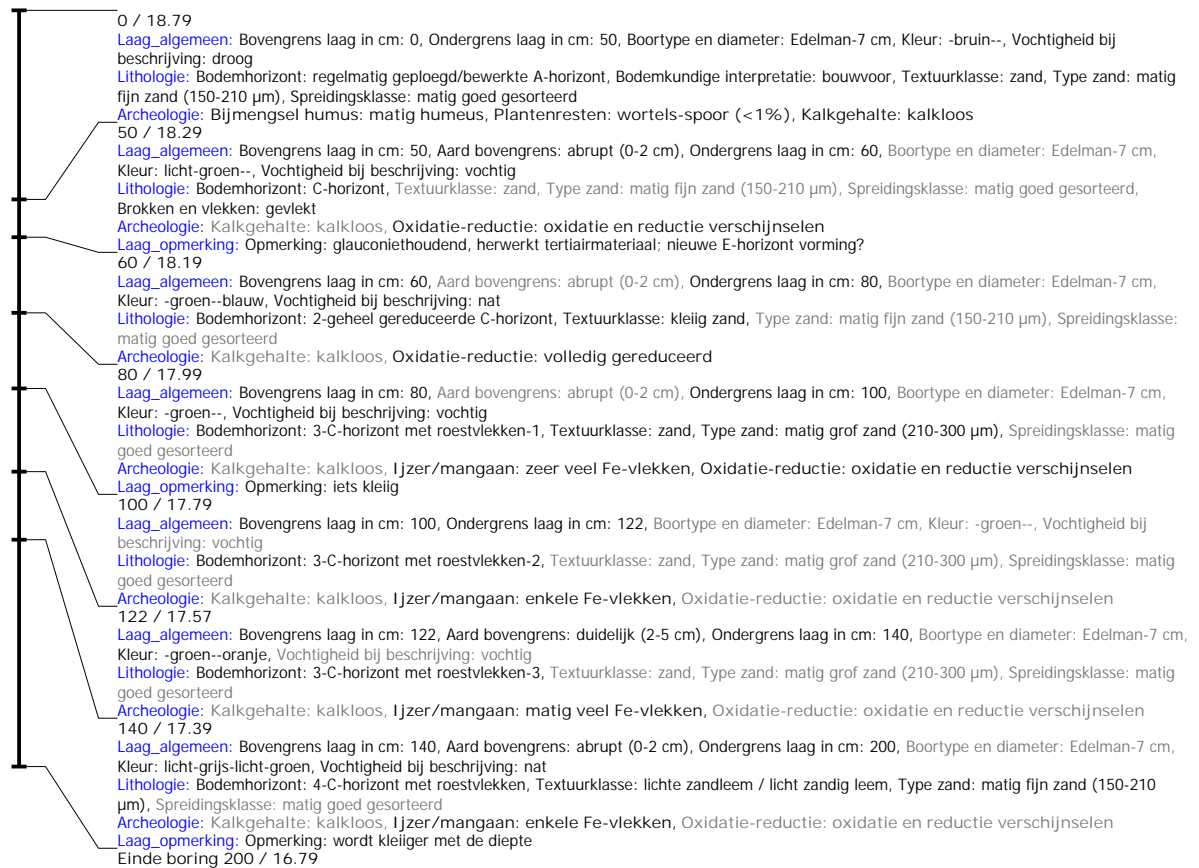 0 / 18.79
Laag_algemeen: Bovengrens laag in cm: 0, Ondergrens laag in cm: 50, Boortype en diameter: Edelman-7 cm, Kleur: -bruin--, Vochtigheid bij
beschrijving: droog
Lithologie: Bodemhorizont: regelmatig geploegd/bewerkte A-horizont, Bodemkundige interpretatie: bouwvoor, Textuurklasse: zand, Type zand: matig
fijn zand (150-210 µm), Spreidingsklasse: matig goed gesorteerd
Archeologie: Bijmengsel humus: matig humeus, Plantenresten: wortels-spoor (<1%), Kalkgehalte: kalkloos
50 / 18.29
Laag_algemeen: Bovengrens laag in cm: 50, Aard bovengrens: abrupt (0-2 cm), Ondergrens laag in cm: 60, Boortype en diameter: Edelman-7 cm,
Kleur: licht-groen--, Vochtigheid bij beschrijving: vochtig
Lithologie: Bodemhorizont: C-horizont, Textuurklasse: zand, Type zand: matig fijn zand (150-210 µm), Spreidingsklasse: matig goed gesorteerd,
Brokken en vlekken: gevlekt
Archeologie: Kalkgehalte: kalkloos, Oxidatie-reductie: oxidatie en reductie verschijnselen
Laag_opmerking: Opmerking: glauconiethoudend, herwerkt tertiairmateriaal; nieuwe E-horizont vorming?
60 / 18.19
Laag_algemeen: Bovengrens laag in cm: 60, Aard bovengrens: abrupt (0-2 cm), Ondergrens laag in cm: 80, Boortype en diameter: Edelman-7 cm,
Kleur: -groen--blauw, Vochtigheid bij beschrijving: nat
Lithologie: Bodemhorizont: 2-geheel gereduceerde C-horizont, Textuurklasse: kleiig zand, Type zand: matig fijn zand (150-210 µm), Spreidingsklasse:
matig goed gesorteerd
Archeologie: Kalkgehalte: kalkloos, Oxidatie-reductie: volledig gereduceerd
80 / 17.99
Laag_algemeen: Bovengrens laag in cm: 80, Aard bovengrens: abrupt (0-2 cm), Ondergrens laag in cm: 100, Boortype en diameter: Edelman-7 cm,
Kleur: -groen--, Vochtigheid bij beschrijving: vochtig
Lithologie: Bodemhorizont: 3-C-horizont met roestvlekken-1, Textuurklasse: zand, Type zand: matig grof zand (210-300 µm), Spreidingsklasse: matig
goed gesorteerd
Archeologie: Kalkgehalte: kalkloos, Ijzer/mangaan: zeer veel Fe-vlekken, Oxidatie-reductie: oxidatie en reductie verschijnselen
Laag_opmerking: Opmerking: iets kleiig
100 / 17.79
Laag_algemeen: Bovengrens laag in cm: 100, Ondergrens laag in cm: 122, Boortype en diameter: Edelman-7 cm, Kleur: -groen--, Vochtigheid bij
beschrijving: vochtig
Lithologie: Bodemhorizont: 3-C-horizont met roestvlekken-2, Textuurklasse: zand, Type zand: matig grof zand (210-300 µm), Spreidingsklasse: matig
goed gesorteerd
Archeologie: Kalkgehalte: kalkloos, Ijzer/mangaan: enkele Fe-vlekken, Oxidatie-reductie: oxidatie en reductie verschijnselen
122 / 17.57
Laag_algemeen: Bovengrens laag in cm: 122, Aard bovengrens: duidelijk (2-5 cm), Ondergrens laag in cm: 140, Boortype en diameter: Edelman-7 cm,
Kleur: -groen--oranje, Vochtigheid bij beschrijving: vochtig
Lithologie: Bodemhorizont: 3-C-horizont met roestvlekken-3, Textuurklasse: zand, Type zand: matig grof zand (210-300 µm), Spreidingsklasse: matig
goed gesorteerd
Archeologie: Kalkgehalte: kalkloos, Ijzer/mangaan: matig veel Fe-vlekken, Oxidatie-reductie: oxidatie en reductie verschijnselen
140 / 17.39
Laag_algemeen: Bovengrens laag in cm: 140, Aard bovengrens: abrupt (0-2 cm), Ondergrens laag in cm: 200, Boortype en diameter: Edelman-7 cm,
Kleur: licht-grijs-licht-groen, Vochtigheid bij beschrijving: nat
Lithologie: Bodemhorizont: 4-C-horizont met roestvlekken, Textuurklasse: lichte zandleem / licht zandig leem, Type zand: matig fijn zand (150-210
µm), Spreidingsklasse: matig goed gesorteerd
Archeologie: Kalkgehalte: kalkloos, Ijzer/mangaan: enkele Fe-vlekken, Oxidatie-reductie: oxidatie en reductie verschijnselen
Laag_opmerking: Opmerking: wordt kleiiger met de diepte
Einde boring 200 / 16.79